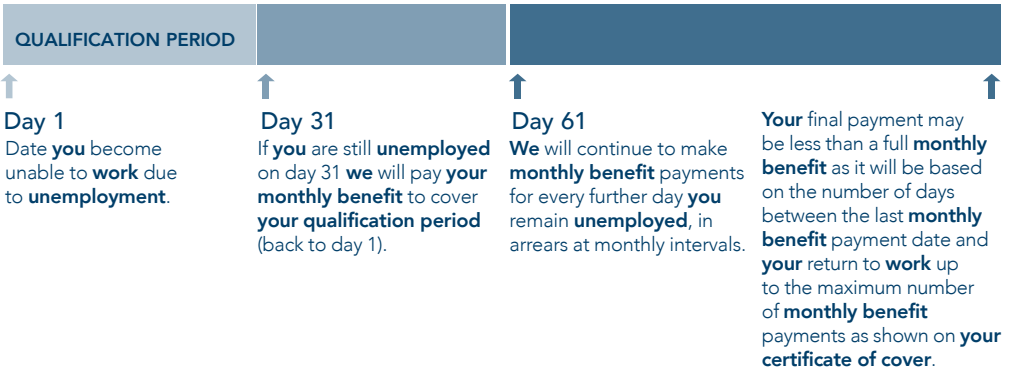 QUALIFICATION PERIOD
Day 1
Date you become
unable to work due
to unemployment.
Day 31
If you are still unemployed
on day 31 we will pay your
monthly benefit to cover
your qualification period
(back to day 1).
Day 61
We will continue to make
monthly benefit payments
for every further day you
remain unemployed, in
arrears at monthly intervals.
Your final payment may
be less than a full monthly
benefit as it will be based
on the number of days
between the last monthly
benefit payment date and
your return to work up
to the maximum number
of monthly benefit
payments as shown on your
certificate of cover.